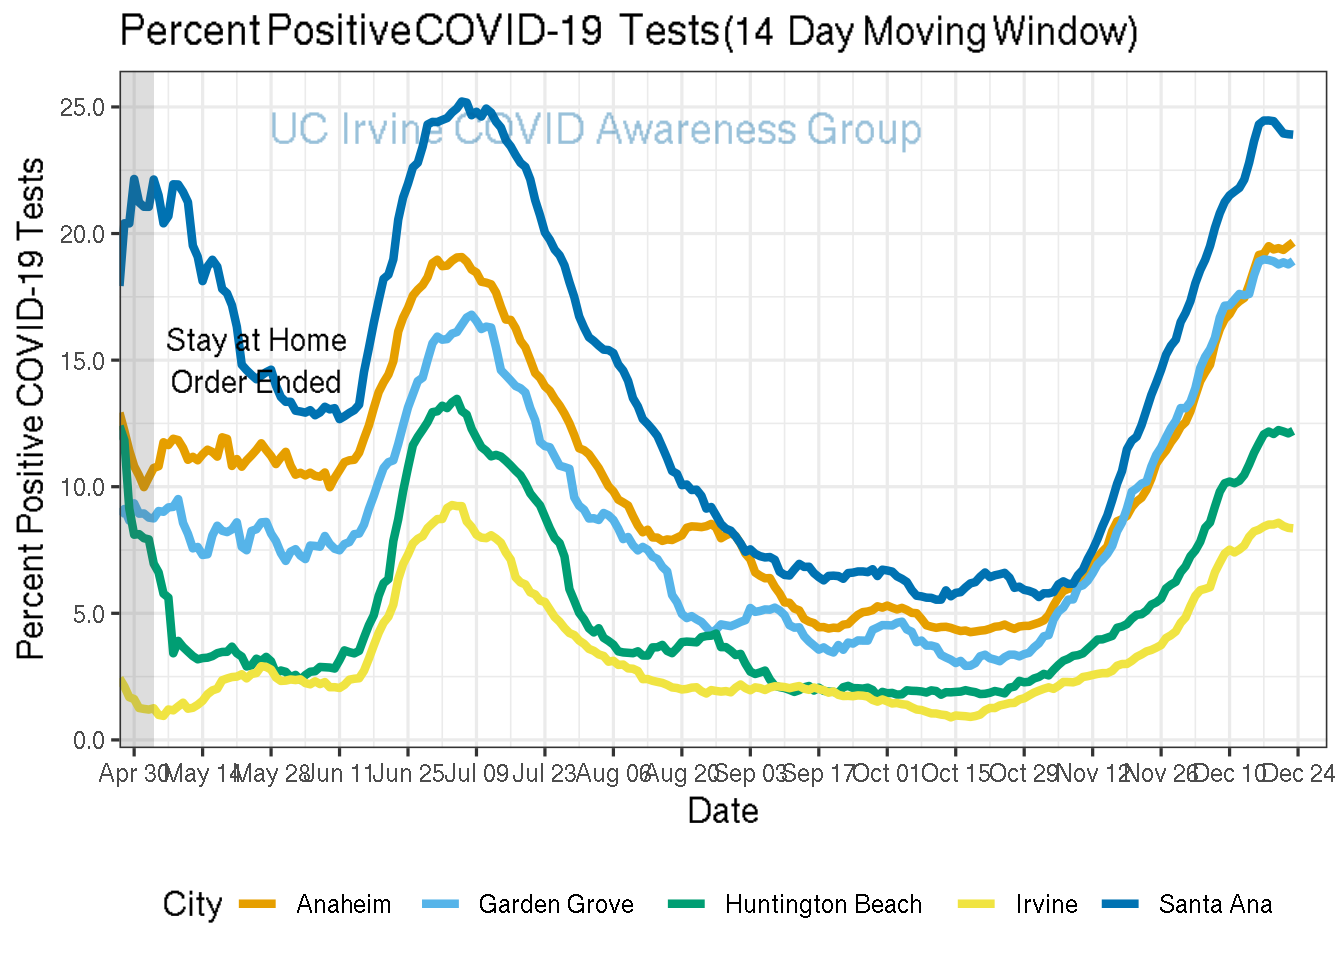 Percent Positive COVID-19 Tests (14 Day Moving Window)
UC Irvine COVID Awareness Group
Percent Positive COVID-19 Tests
25.0
20.0
15.0
10.0
5.0
0.0
Stay at Home
Order Ended
Apr 30 May 14 May 28 Jun 11 Jun 25 Jul 09 Jul 23 Aug 06 Aug 20 Sep 03 Sep 17 Oct 01 Oct 15 Oct 29 Nov 12 Nov 26 Dec 10 Dec 24
Date
City Anaheim Garden Grove Huntington Beach Irvine Santa Ana